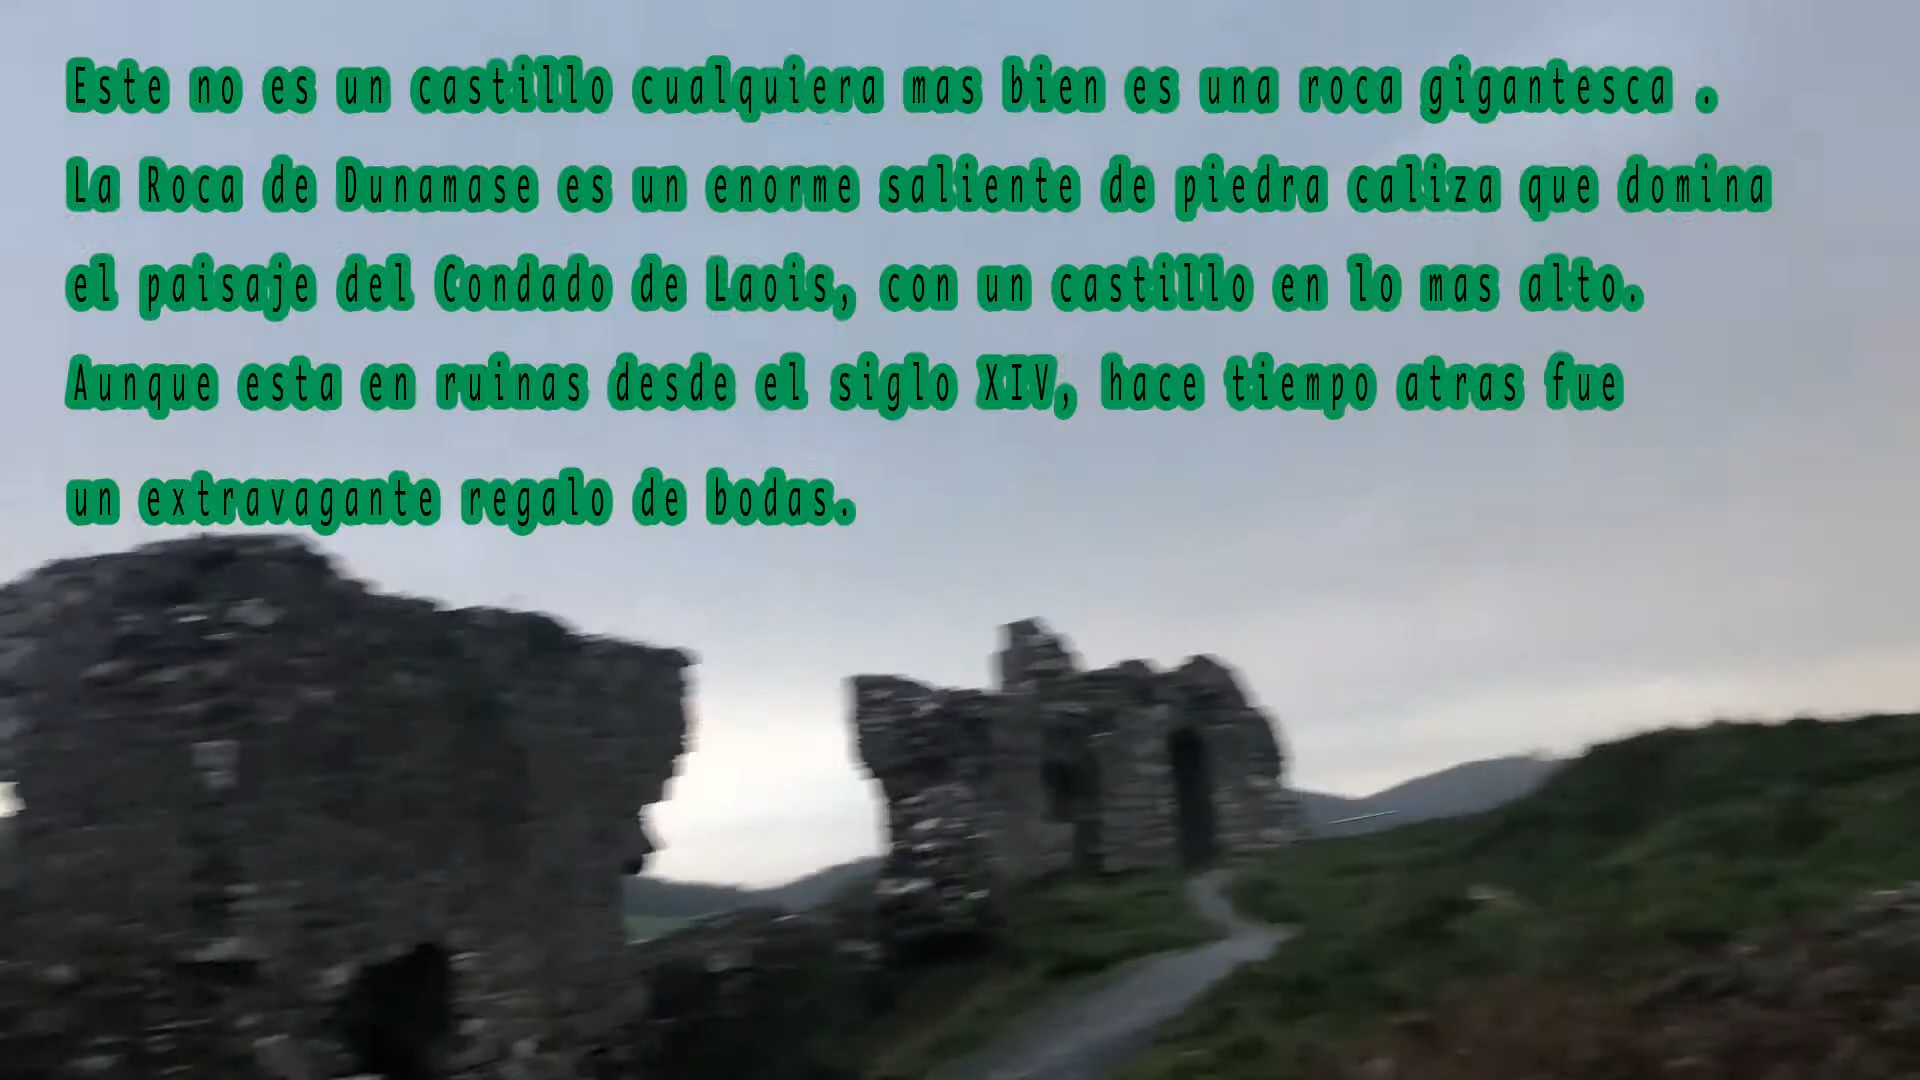 Este no es un castillo cualquiera mas bien es una roca gigantesca .
La Roca de Dunamase es un enorme saliente de piedra caliza que domina
el paisaje del Condado de Laois, con un castillo en lo mas alto.
Aunque esta en ruinas desde el siglo XIV, hace tiempo atras fue
un extravagante regalo de bodas.